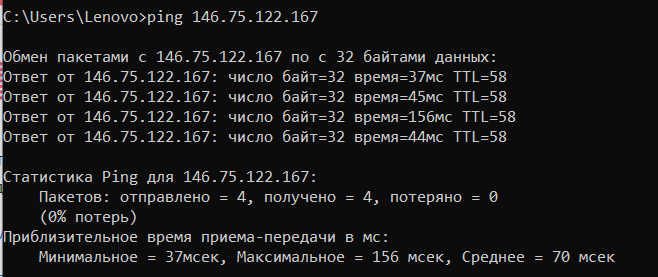 C:\Users\Lenovo>ping 146.75.122.167
Обмен пакетами с 146.75.122.167 по с 32 байтами данных:
Ответ от 146.75.122.167: число байт=32 время=37мс TTL=58
Ответ от 146.75.122.167: число байт=32 время=45мс TTL=58
Ответ от 146.75.122.167: число байт=32 время=156мс TTL=58
Ответ от 146.75.122.167: число байт=32 время=44мс TTL=58
Статистика Ping для 146.75.122.167:
Пакетов: отправлено = 4, получено = 4, потеряно = 0
(0% потерь)
Приблизительное время приема-передачи в мс:
Минимальное = 37мсек, Максимальное = 156 мсек, Среднее = 70 мсек